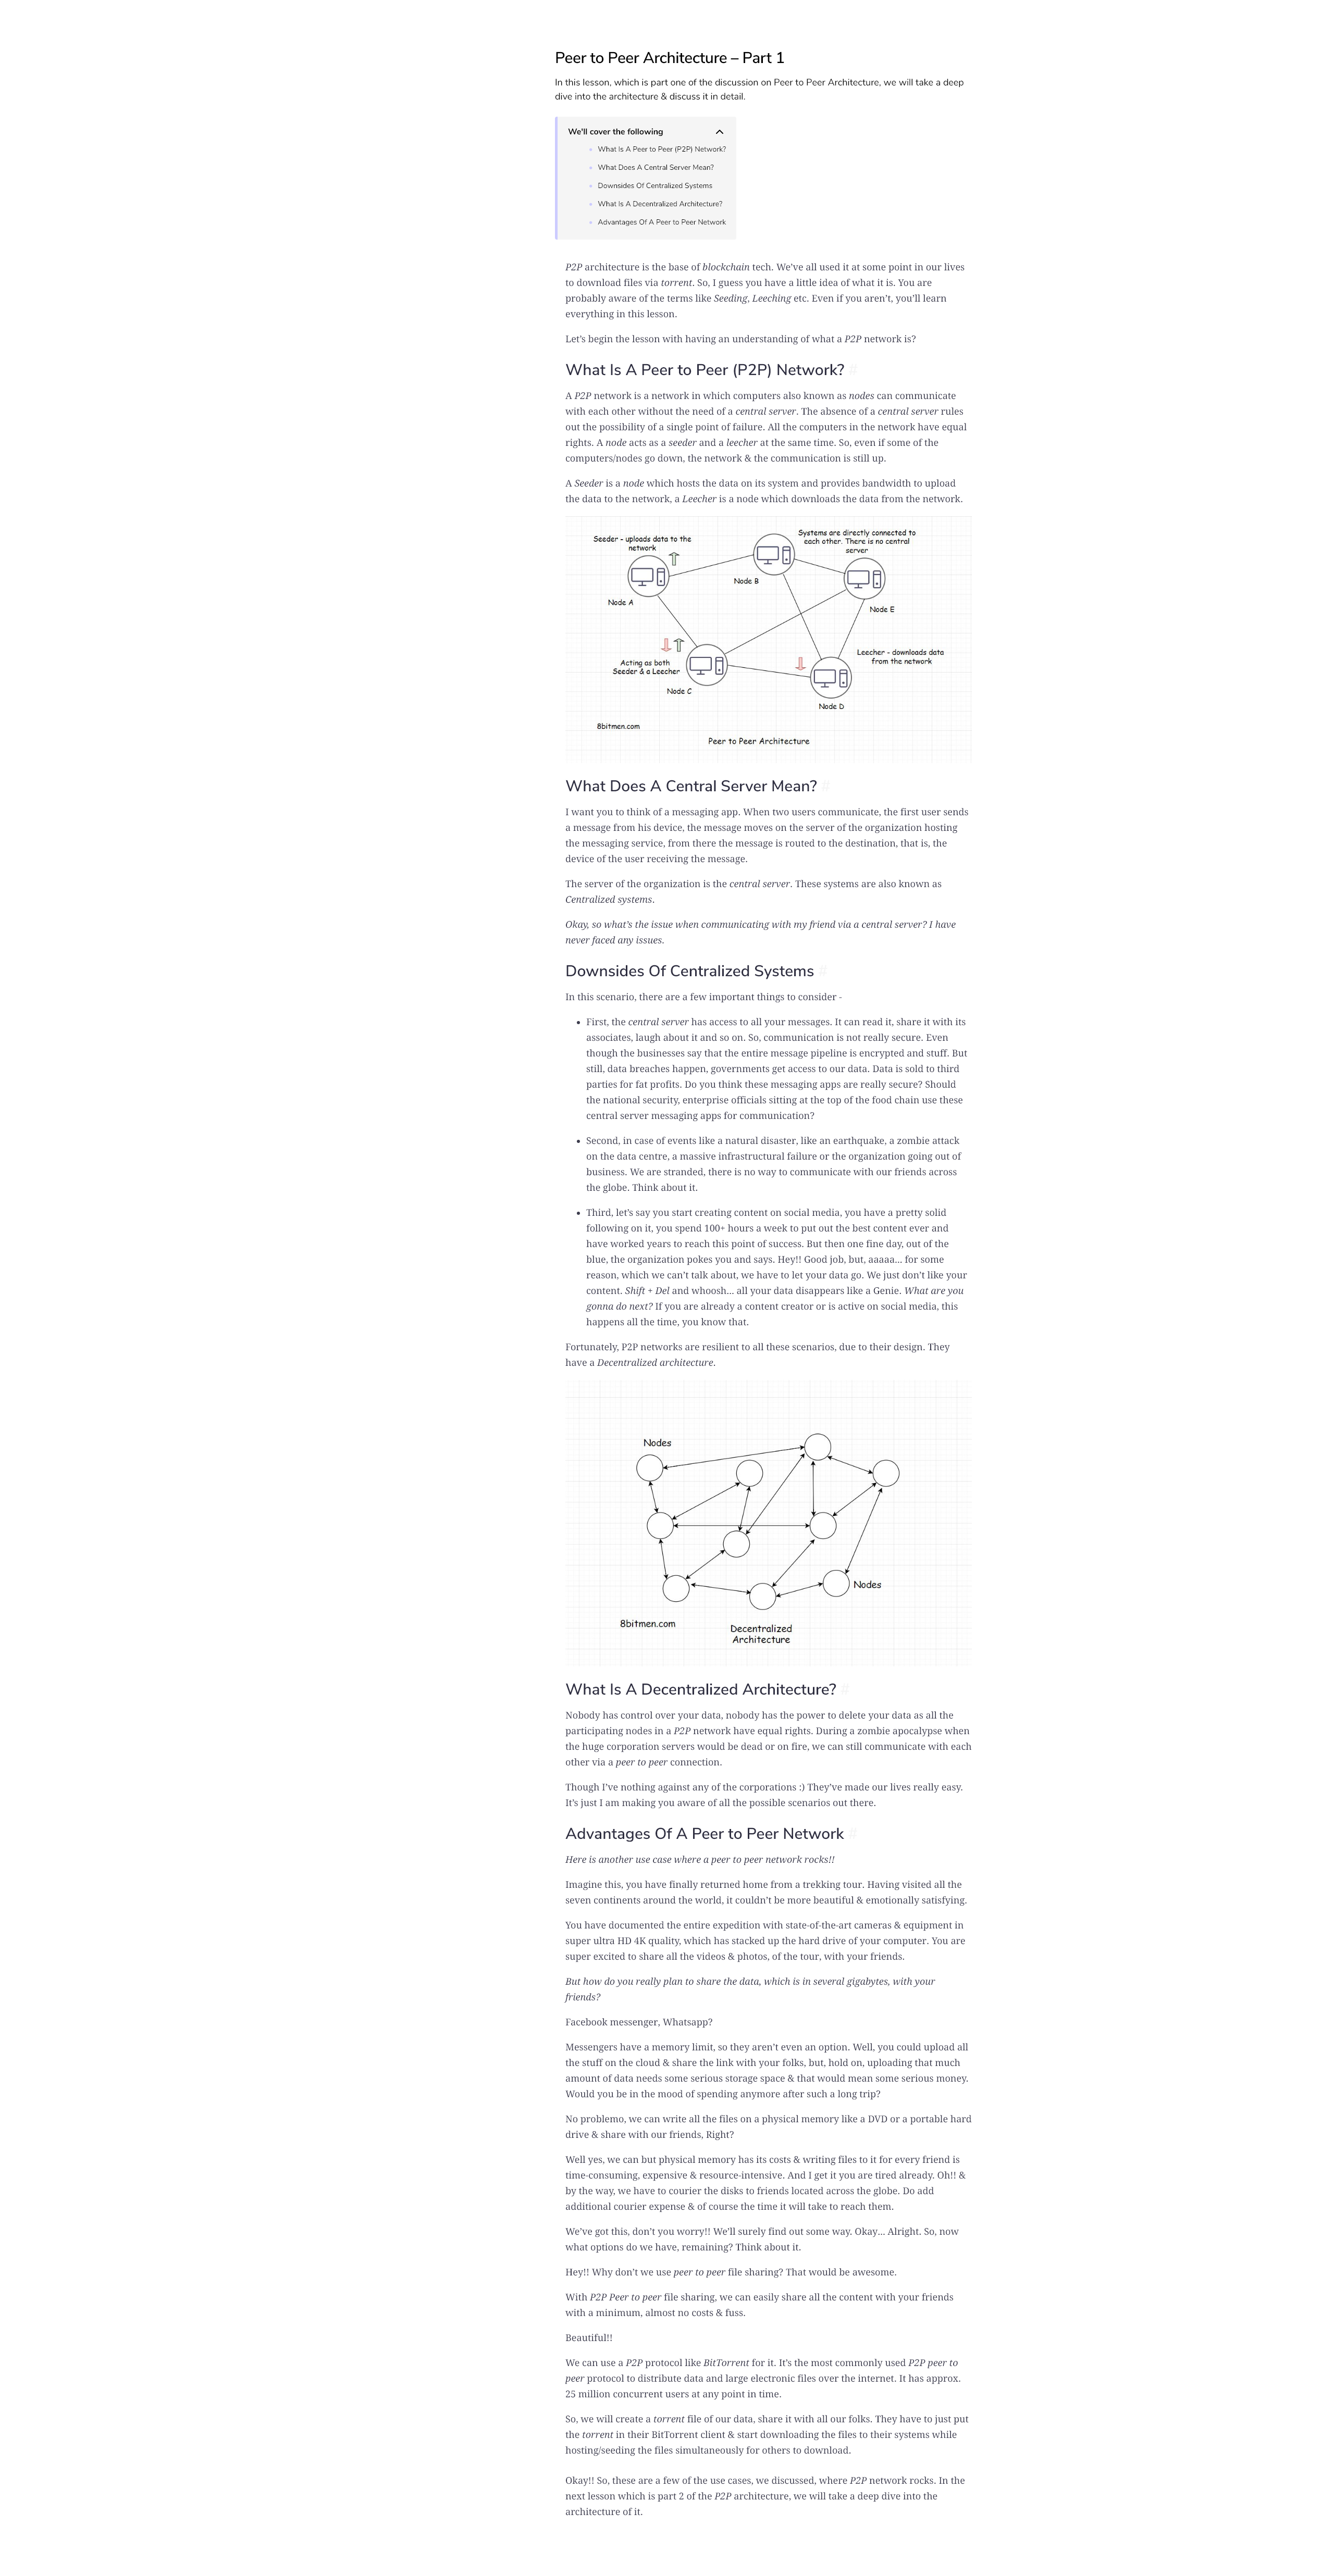 Peer to Peer Architecture – Part 1
In this lesson, which is part one of the discussion on Peer to Peer Architecture, we will take a deep
dive into the architecture & discuss it in detail.
We'll cover the following
What Is A Peer to Peer (P2P) Network?
What Does A Central Server Mean?
Downsides Of Centralized Systems
What Is A Decentralized Architecture?
Advantages Of A Peer to Peer Network
P2P architecture is the base of blockchain tech. We've all used it at some point in our lives
to download files via torrent. So, I guess you have a little idea of what it is. You are
probably aware of the terms like Seeding, Leeching etc. Even if you aren't, you'll learn
everything in this lesson.
Let's begin the lesson with having an understanding of what a P2P network is?
What Is A Peer to Peer (P2P) Network? #
A P2P network is a network in which computers also known as nodes can communicate
with each other without the need of a central server. The absence of a central server rules
out the possibility of a single point of failure. All the computers in the network have equal
rights. A node acts as a seeder and a leecher at the same time. So, even if some of the
computers/nodes go down, the network & the communication is still up.
A Seeder is a node which hosts the data on its system and provides bandwidth to upload
the data to the network, a Leecher is a node which downloads the data from the network.
Seeder - uploads data to the
network
Systems are directly connected to
each other. There is no central
server
Node B
Node A
Node E
Acting as both
Seeder & a Leecher
Leecher - downloads data
from the network
Node C
Node D
8bitmen.com
Peer to Peer Architecture
What Does A Central Server Mean? #
I want you to think of a messaging app. When two users communicate, the first user sends
a message from his device, the message moves on the server of the organization hosting
the messaging service, from there the message is routed to the destination, that is, the
device of the user receiving the message.
The server of the organization is the central server. These systems are also known as
Centralized systems.
Okay, so what's the issue when communicating with my friend via a central server? I have
never faced any issues.
Downsides Of Centralized Systems #
In this scenario, there are a few important things to consider -
First, the central server has access to all your messages. It can read it, share it with its
associates, laugh about it and so on. So, communication is not really secure. Even
though the businesses say that the entire message pipeline is encrypted and stuff. But
still, data breaches happen, governments get access to our data. Data is sold to third
parties for fat profits. Do you think these messaging apps are really secure? Should
the national security, enterprise officials sitting at the top of the food chain use these
central server messaging apps for communication?
Second, in case of events like a natural disaster, like an earthquake, a zombie attack
on the data centre, a massive infrastructural failure or the organization going out of
business. We are stranded, there is no way to communicate with our friends across
the globe. Think about it.
Third, let's say you start creating content on social media, you have a pretty solid
following on it, you spend 100+ hours a week to put out the best content ever and
have worked years to reach this point of success. But then one fine day, out of the
blue, the organization pokes you and says. Hey!! Good job, but, aaaaa… for some
reason, which we can't talk about, we have to let your data go. We just don't like your
content. Shift + Del and whoosh… all your data disappears like a Genie. What are you
gonna do next? If you are already a content creator or is active on social media, this
happens all the time, you know that.
Fortunately, P2P networks are resilient to all these scenarios, due to their design. They
have a Decentralized architecture.
Nodes
Nodes
8bitmen.com
Decentralized
Architecture
What Is A Decentralized Architecture? #
Nobody has control over your data, nobody has the power to delete your data as all the
participating nodes in a P2P network have equal rights. During a zombie apocalypse when
the huge corporation servers would be dead or on fire, we can still communicate with each
other via a peer to peer connection.
Though I've nothing against any of the corporations :) They've made our lives really easy.
It's just I am making you aware of all the possible scenarios out there.
Advantages Of A Peer to Peer Network #
Here is another use case where a peer to peer network rocks!!
Imagine this, you have finally returned home from a trekking tour. Having visited all the
seven continents around the world, it couldn't be more beautiful & emotionally satisfying.
You have documented the entire expedition with state-of-the-art cameras & equipment in
super ultra HD 4K quality, which has stacked up the hard drive of your computer. You are
super excited to share all the videos & photos, of the tour, with your friends.
But how do you really plan to share the data, which is in several gigabytes, with your
friends?
Facebook messenger, Whatsapp?
Messengers have a memory limit, so they aren't even an option. Well, you could upload all
the stuff on the cloud & share the link with your folks, but, hold on, uploading that much
amount of data needs some serious storage space & that would mean some serious money.
Would you be in the mood of spending anymore after such a long trip?
No problemo, we can write all the files on a physical memory like a DVD or a portable hard
drive & share with our friends, Right?
Well yes, we can but physical memory has its costs & writing files to it for every friend is
time-consuming, expensive & resource-intensive. And I get it you are tired already. Oh!! &
by the way, we have to courier the disks to friends located across the globe. Do add
additional courier expense & of course the time it will take to reach them.
We've got this, don't you worry!! We'll surely find out some way. Okay… Alright. So, now
what options do we have, remaining? Think about it.
Hey!! Why don't we use peer to peer file sharing? That would be awesome.
With P2P Peer to peer file sharing, we can easily share all the content with your friends
with a minimum, almost no costs & fuss.
Beautiful!!
We can use a P2P protocol like BitTorrent for it. It's the most commonly used P2P peer to
peer protocol to distribute data and large electronic files over the internet. It has approx.
25 million concurrent users at any point in time.
So, we will create a torrent file of our data, share it with all our folks. They have to just put
the torrent in their BitTorrent client & start downloading the files to their systems while
hosting/seeding the files simultaneously for others to download.
Okay!! So, these are a few of the use cases, we discussed, where P2P network rocks. In the
next lesson which is part 2 of the P2P architecture, we will take a deep dive into the
architecture of it.